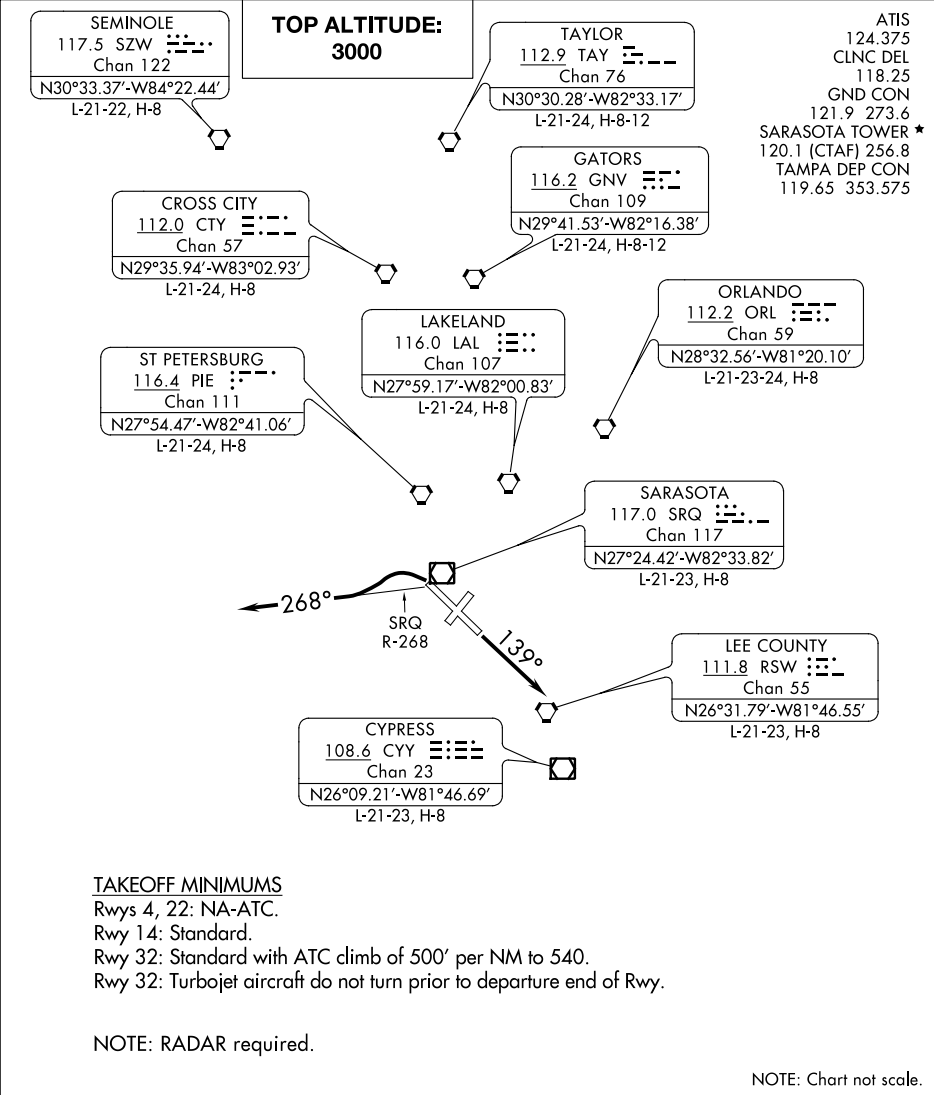 TOP ALTITUDE:
3000
SEMINOLE
117.5 SZW
Chan 122
N30°33.37'-W84°22.44'
L-21-22, H-8
TAYLOR
112.9 TAY
Chan 76
N30°30.28'-W82°33.17'
L-21-24, H-8-12
ATIS
124.375
CLNC DEL
118.25
GND CON
121.9 273.6
SARASOTA TOWER ★
120.1 (CTAF) 256.8
TAMPA DEP CON
119.65 353.575
GATORS
116.2 GNV
Chan 109
N29°41.53'-W82°16.38'
L-21-24, H-8-12
CROSS CITY
112.0 CTY
Chan 57
N29°35.94'-W83°02.93'
L-21-24, H-8
ORLANDO
112.2 ORL
Chan 59
N28°32.56'-W81°20.10'
L-21-23-24, H-8
LAKELAND
116.0 LAL
Chan 107
N27°59.17'-W82°00.83'
L-21-24, H-8
ST PETERSBURG
116.4 PIE
Chan 111
N27°54.47'-W82°41.06'
L-21-24, H-8
SARASOTA
117.0 SRQ
Chan 117
N27°24.42'-W82°33.82'
L-21-23, H-8
268°
SRQ
R-268
139°
LEE COUNTY
111.8 RSW
Chan 55
N26°31.79'-W81°46.55'
L-21-23, H-8
CYPRESS
108.6 CYY
Chan 23
N26°09.21'-W81°46.69'
L-21-23, H-8
TAKEOFF MINIMUMS
Rwys 4, 22: NA-ATC.
Rwy 14: Standard.
Rwy 32: Standard with ATC climb of 500' per NM to 540.
Rwy 32: Turbojet aircraft do not turn prior to departure end of Rwy.
NOTE: RADAR required.
NOTE: Chart not scale.